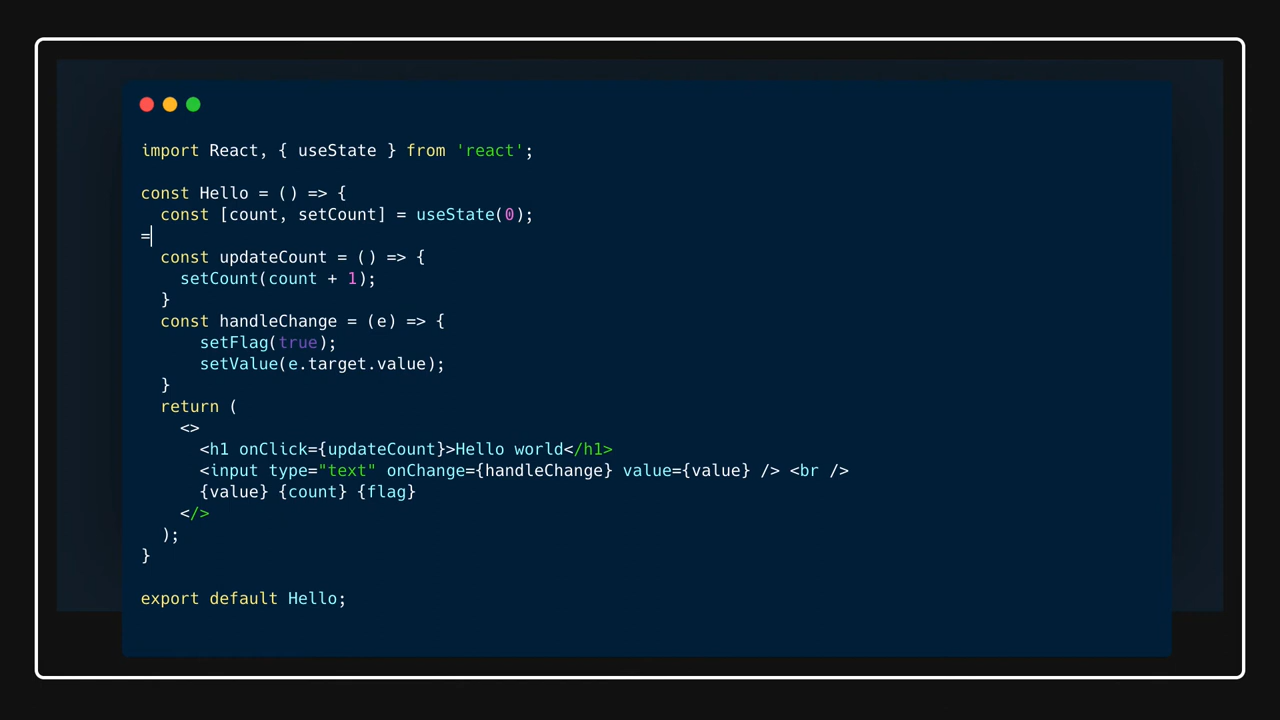 import React, { useState } from 'react';

const Hello = () => {
  const [count, setCount] = useState(0);
=
  const updateCount = () => {
    setCount(count + 1);
  }
  const handleChange = (e) => {
      setFlag(true);
      setValue(e.target.value);
  }
  return (
    <>
      <h1 onClick={updateCount}>Hello world</h1>
      <input type="text" onChange={handleChange} value={value} /> <br />
      {value} {count} {flag}
    </>
  );
}

export default Hello;